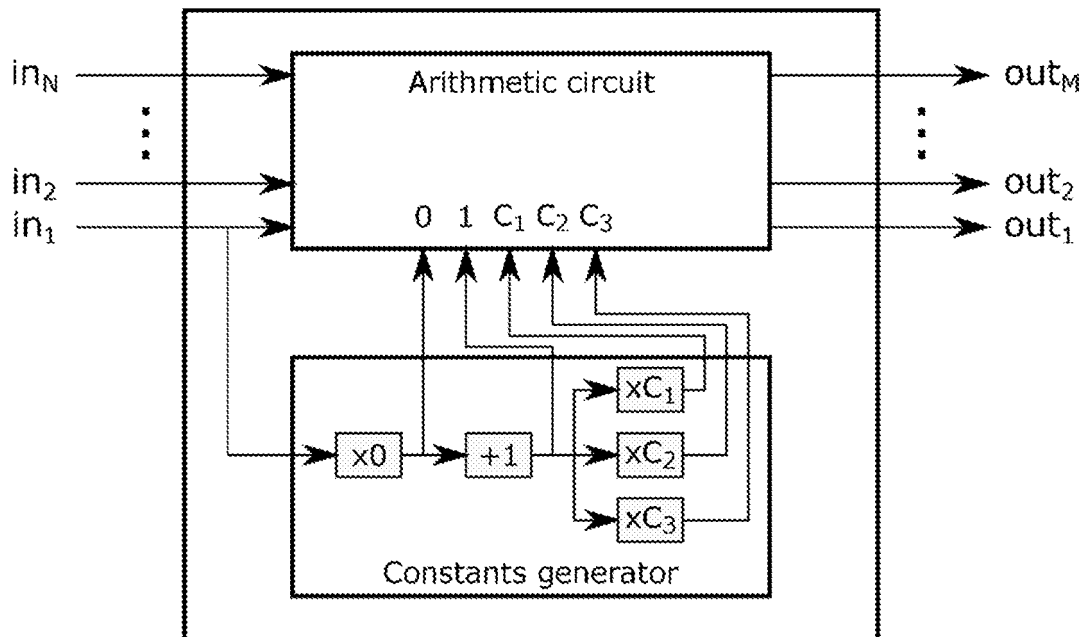 in_N
Arithmetic circuit
out_M
in_2
out_2
in_1
0 1 C_1 C_2 C_3
out_1
xC_1
x0
+1
xC_2
xC_3
Constants generator